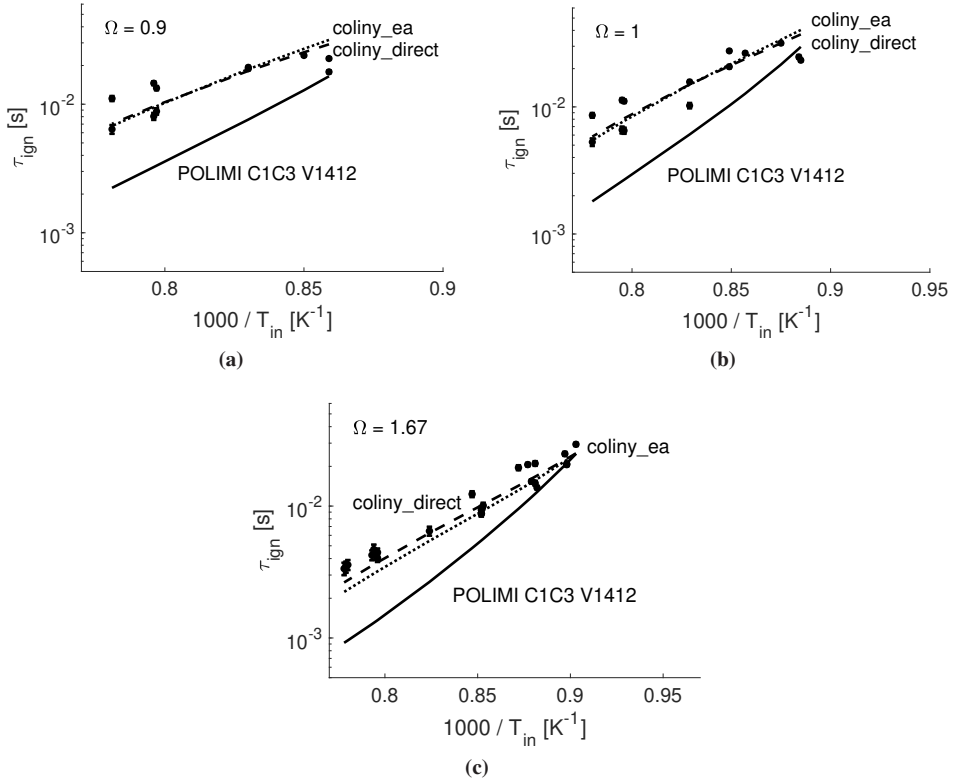 Ω = 0.9
coliny_ea
coliny_direct
10⁻²
τ_ign [s]
POLIMI C1C3 V1412
10⁻³
0.8 0.85 0.9
1000 / T_in [K⁻¹]
(a)
Ω = 1
coliny_ea
coliny_direct
10⁻²
τ_ign [s]
POLIMI C1C3 V1412
10⁻³
0.8 0.85 0.9 0.95
1000 / T_in [K⁻¹]
(b)
Ω = 1.67
coliny_ea
coliny_direct
10⁻²
τ_ign [s]
POLIMI C1C3 V1412
10⁻³
0.8 0.85 0.9 0.95
1000 / T_in [K⁻¹]
(c)